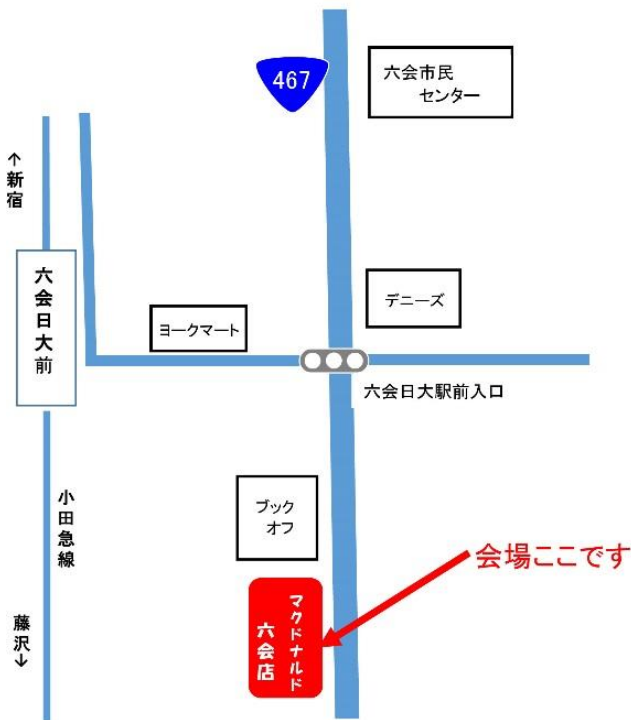 467
六会市民
センター
↑新宿
六会日大前
デニーズ
ヨークマート
六会日大駅前入口
小田急線
ブック
オフ
会場ここです
マクドナルド
六会店
藤沢↓